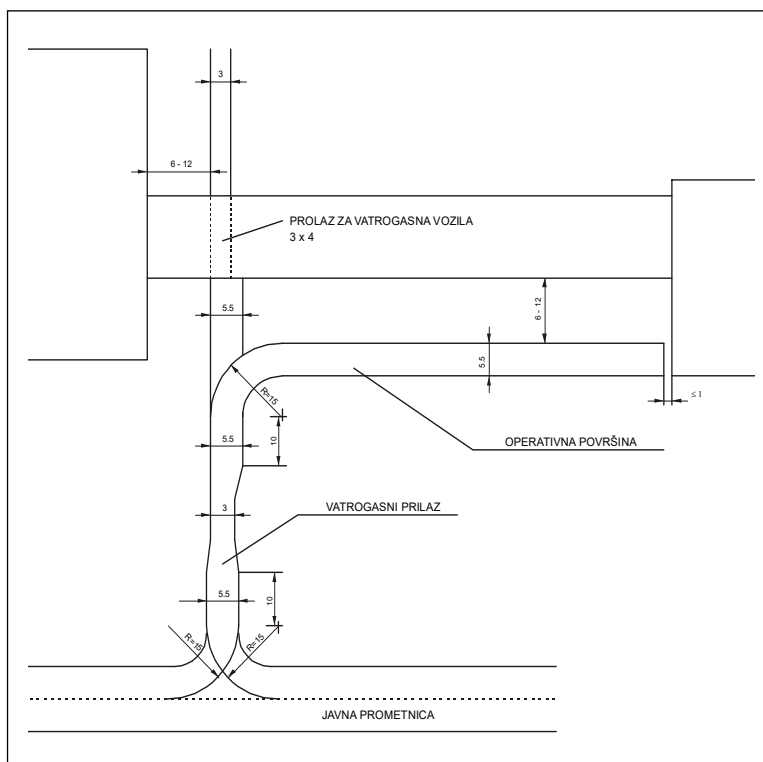 3
6 - 12
PROLAZ ZA VATROGASNA VOZILA
3 x 4
5.5
6 - 12
5.5
≤ 1
R=15
5.5
10
OPERATIVNA POVRŠINA
3
VATROGASNI PRILAZ
5.5
10
R=15
R=15
JAVNA PROMETNICA